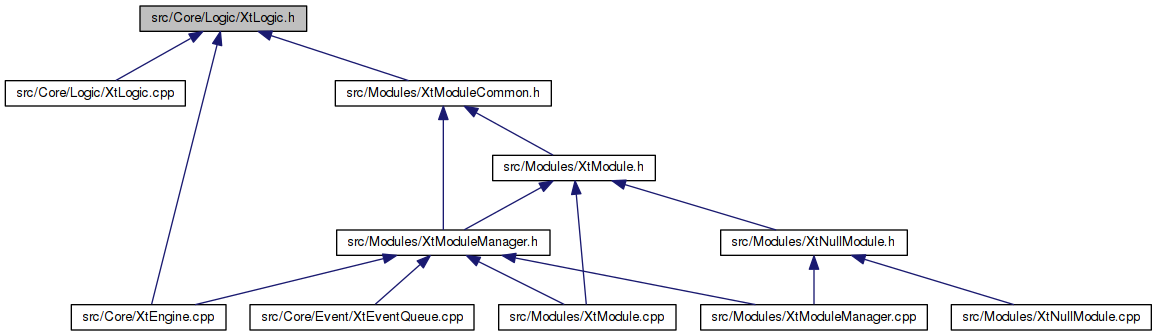 src/Core/Logic/XtLogic.h
src/Core/Logic/XtLogic.cpp
src/Modules/XtModuleCommon.h
src/Modules/XtModule.h
src/Modules/XtModuleManager.h
src/Modules/XtNullModule.h
src/Core/XtEngine.cpp
src/Core/Event/XtEventQueue.cpp
src/Modules/XtModule.cpp
src/Modules/XtModuleManager.cpp
src/Modules/XtNullModule.cpp